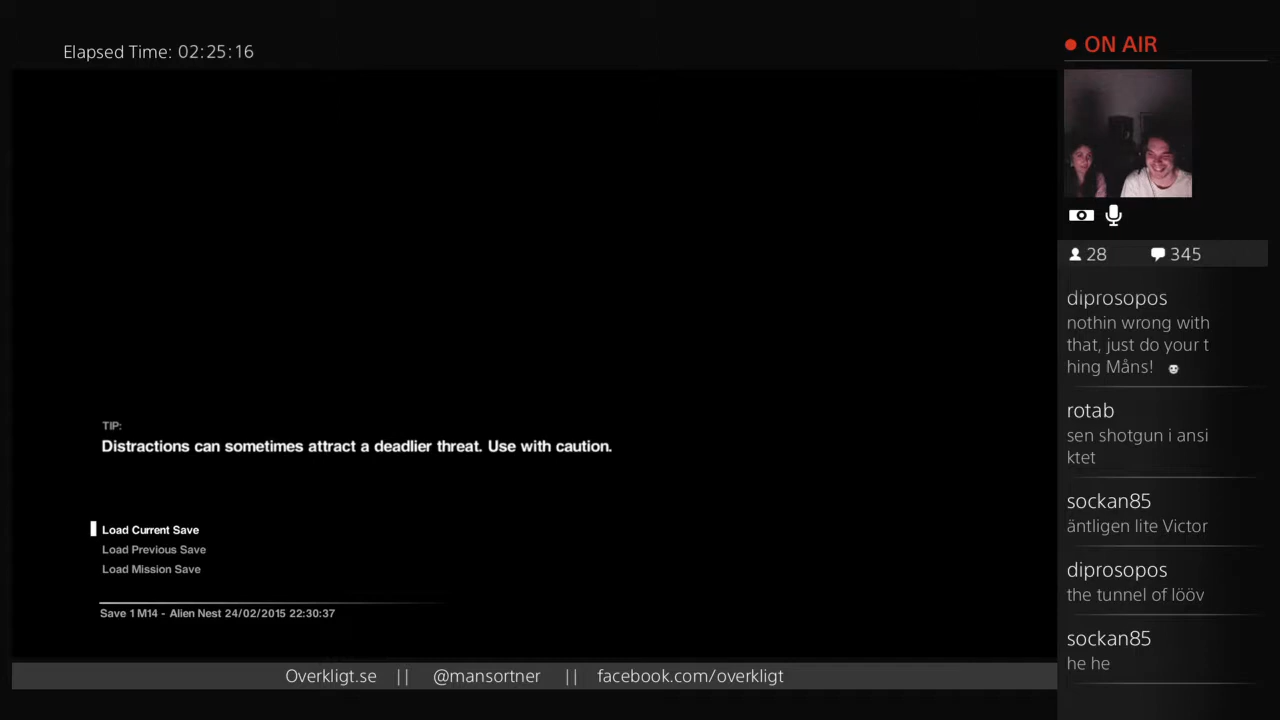 Elapsed Time: 02:25:16
ON AIR
28 345
diprosopos
nothin wrong with
that, just do your t
hing Måns!
rotab
sen shotgun i ansi
ktet
sockan85
äntligen lite Victor
diprosopos
the tunnel of lööv
sockan85
he he
TIP:
Distractions can sometimes attract a deadlier threat. Use with caution.
Load Current Save
Load Previous Save
Load Mission Save
Save 1 M14 - Alien Nest 24/02/2015 22:30:37
Overkligt.se || @mansortner || facebook.com/overkligt